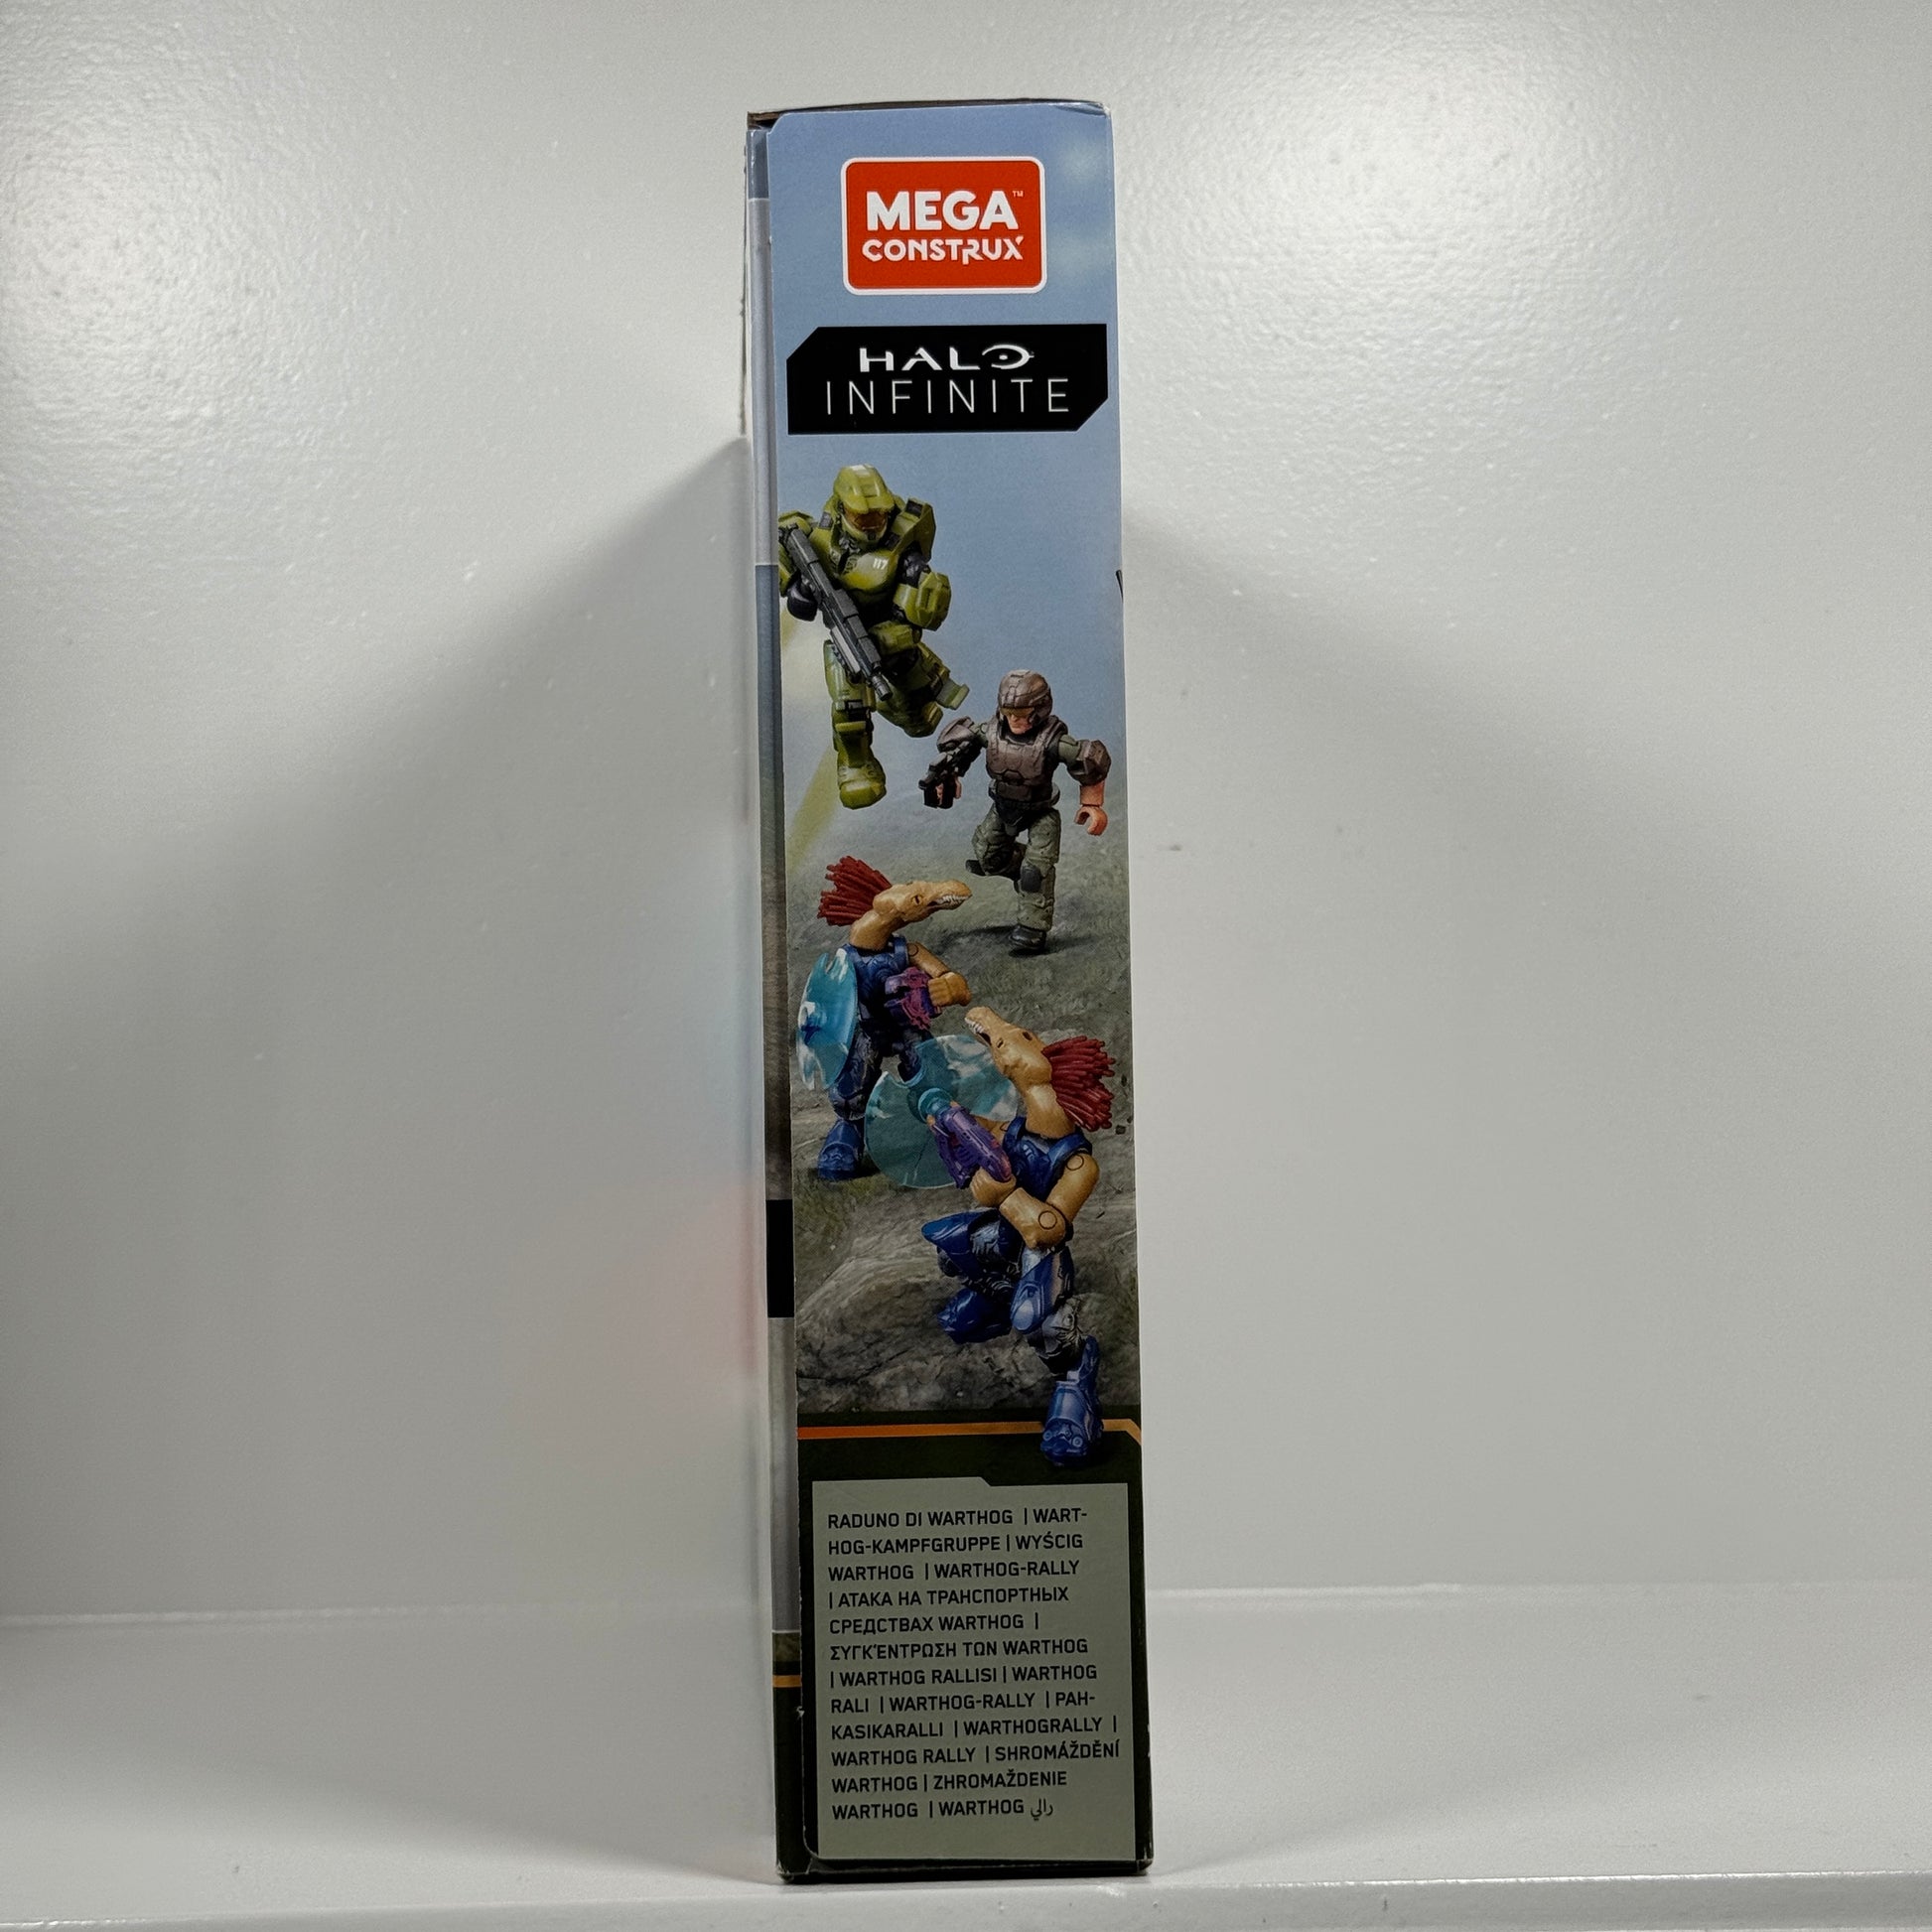 MEGA™
CONSTRUX
HALO
INFINITE
117
RADUNO DI WARTHOG | WART-
HOG-KAMPFGRUPPE | WYŚCIG
WARTHOG | WARTHOG-RALLY
| АТАКА НА ТРАНСПОРТНЫХ
СРЕДСТВАХ WARTHOG |
ΣΥΓΚΈΝΤΡΩΣΗ ΤΩΝ WARTHOG
| WARTHOG RALLISI | WARTHOG
RALI | WARTHOG-RALLY | PAH-
KASIKARALLI | WARTHOGRALLY |
WARTHOG RALLY | SHROMÁŽDĚNÍ
WARTHOG | ZHROMAŽDENIE
WARTHOG | WARTHOG رالي